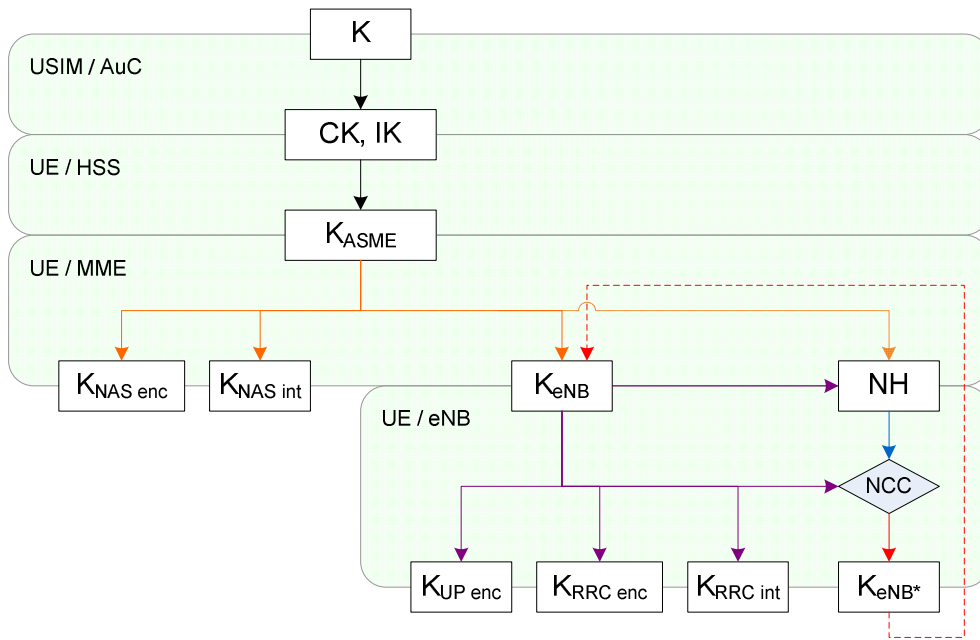 K
USIM / AuC
CK, IK
UE / HSS
KASME
UE / MME
KNAS enc
KNAS int
KeNB
NH
UE / eNB
NCC
KUP enc
KRRC enc
KRRC int
KeNB*